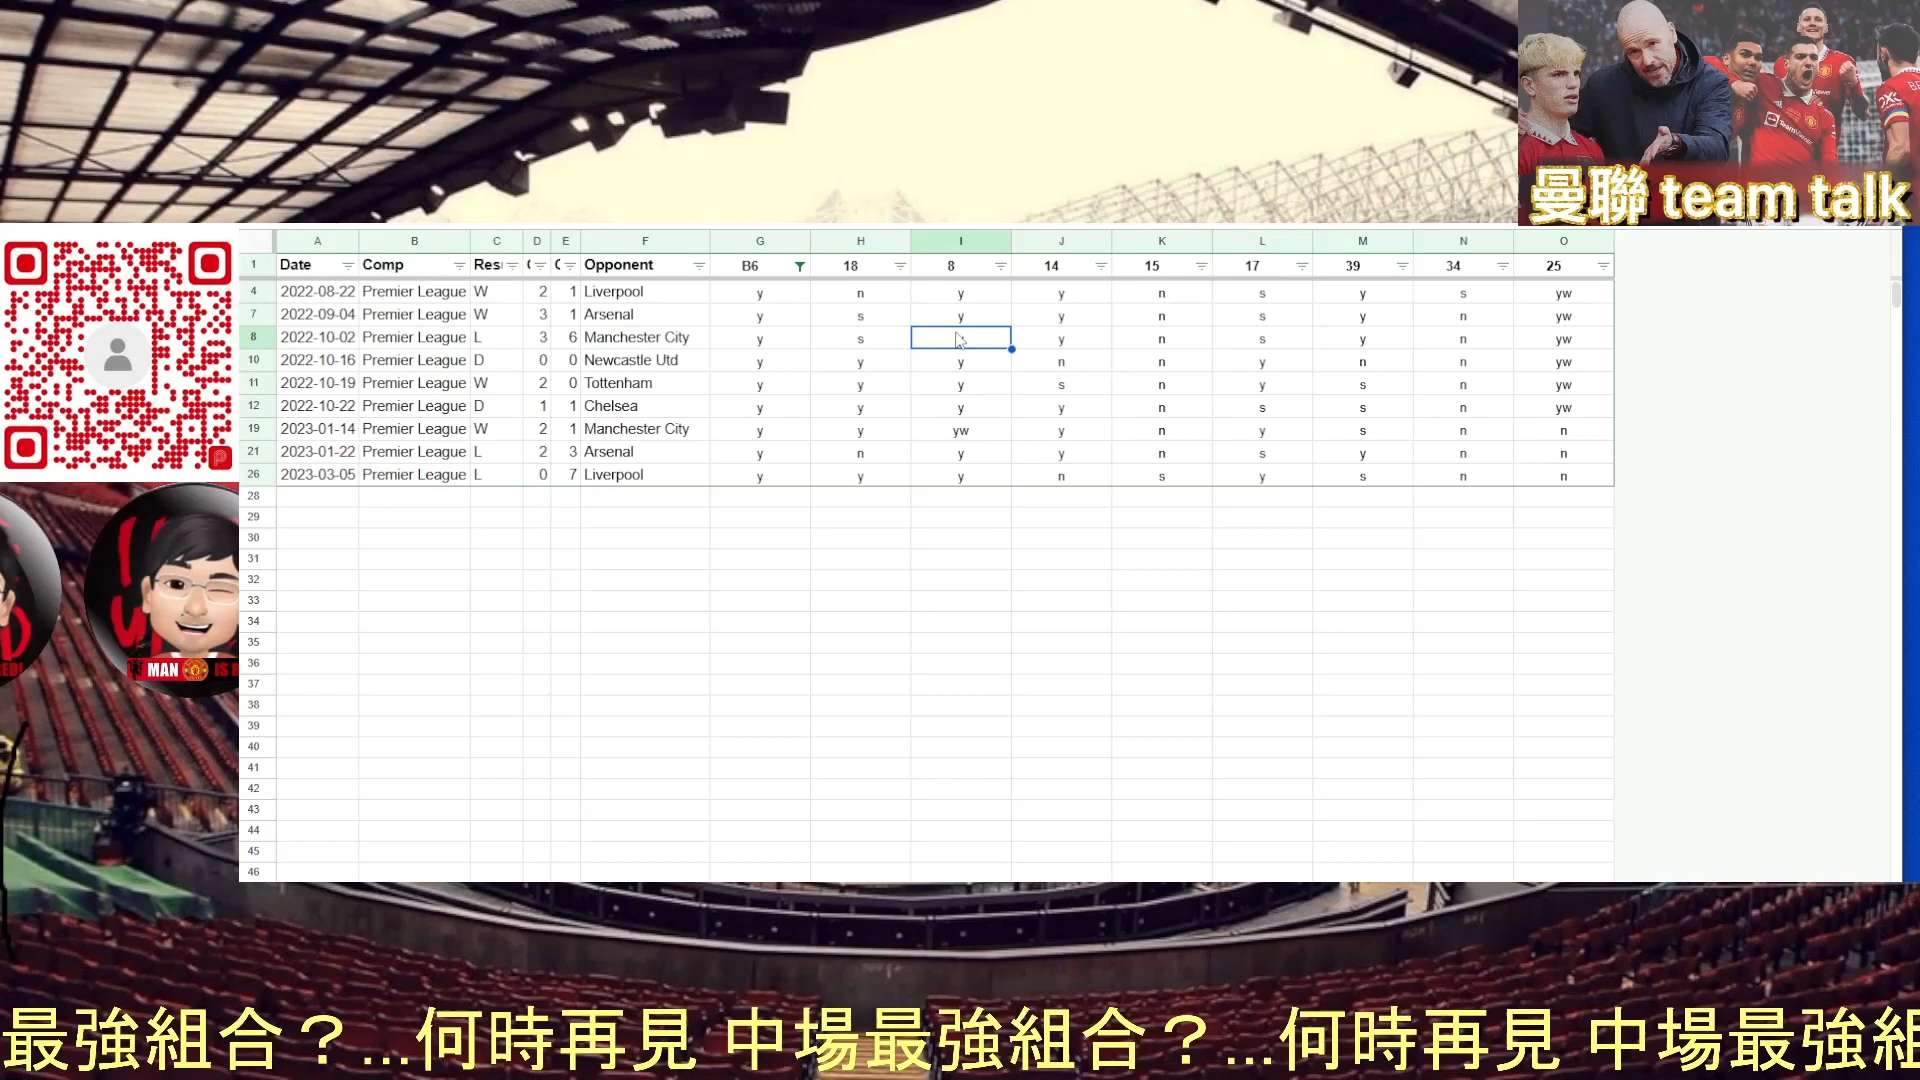 曼聯 team talk
A B C D E F G H I J K L M N O
1 Date Comp Res Opponent B6 18 8 14 15 17 39 34 25
4 2022-08-22 Premier League W 2 1 Liverpool y n y y n s y s yw
7 2022-09-04 Premier League W 3 1 Arsenal y s y y n s y n yw
8 2022-10-02 Premier League L 3 6 Manchester City y s y n s y n yw
10 2022-10-16 Premier League D 0 0 Newcastle Utd y y y n n y n n yw
11 2022-10-19 Premier League W 2 0 Tottenham y y y s n y s n yw
12 2022-10-22 Premier League D 1 1 Chelsea y y y y n s s n yw
19 2023-01-14 Premier League W 2 1 Manchester City y y yw y n y s n n
21 2023-01-22 Premier League L 2 3 Arsenal y n y y n s y n n
26 2023-03-05 Premier League L 0 7 Liverpool y y y n s y s n n
28
29
30
31
32
33
34
35
36
37
38
39
40
41
42
43
44
45
46
MAN IS
最強組合？...何時再見 中場最強組合？...何時再見 中場最強組